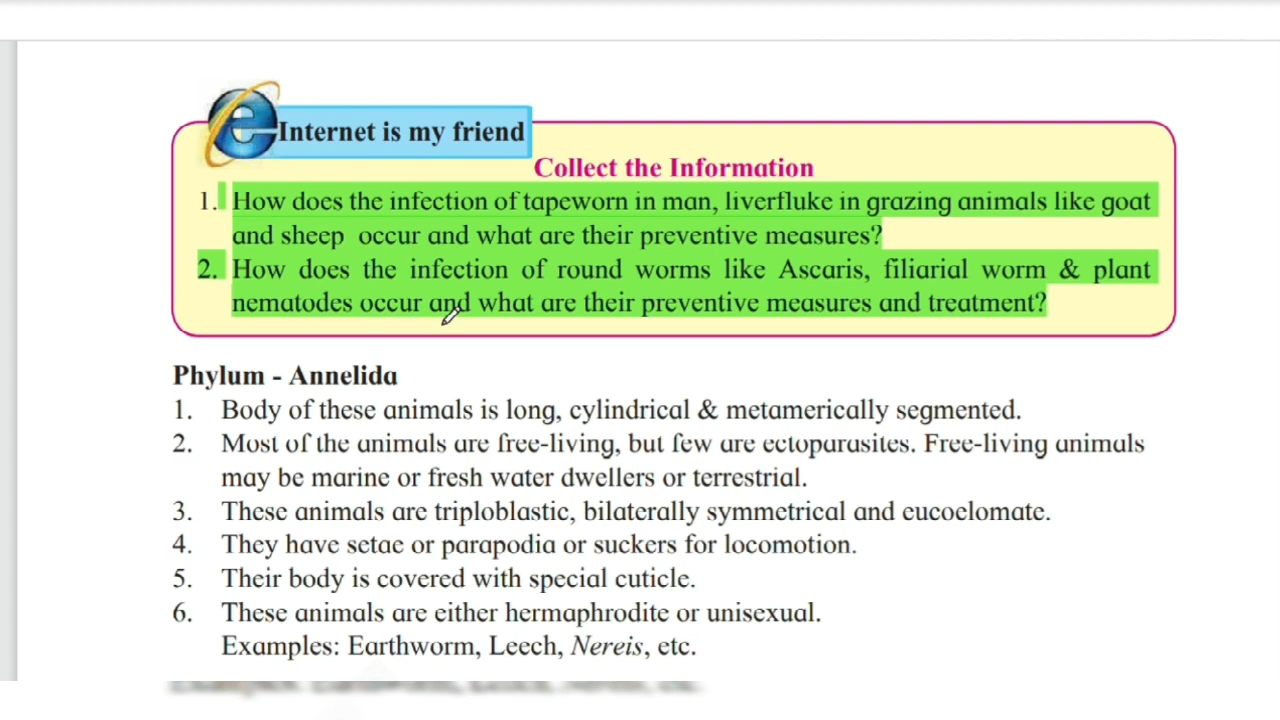 Internet is my friend
Collect the Information
1. How does the infection of tapeworn in man, liverfluke in grazing animals like goat
and sheep occur and what are their preventive measures?
2. How does the infection of round worms like Ascaris, filiarial worm & plant
nematodes occur and what are their preventive measures and treatment?
Phylum - Annelida
1. Body of these animals is long, cylindrical & metamerically segmented.
2. Most of the animals are free-living, but few are ectoparasites. Free-living animals
may be marine or fresh water dwellers or terrestrial.
3. These animals are triploblastic, bilaterally symmetrical and eucoelomate.
4. They have setae or parapodia or suckers for locomotion.
5. Their body is covered with special cuticle.
6. These animals are either hermaphrodite or unisexual.
Examples: Earthworm, Leech, Nereis, etc.